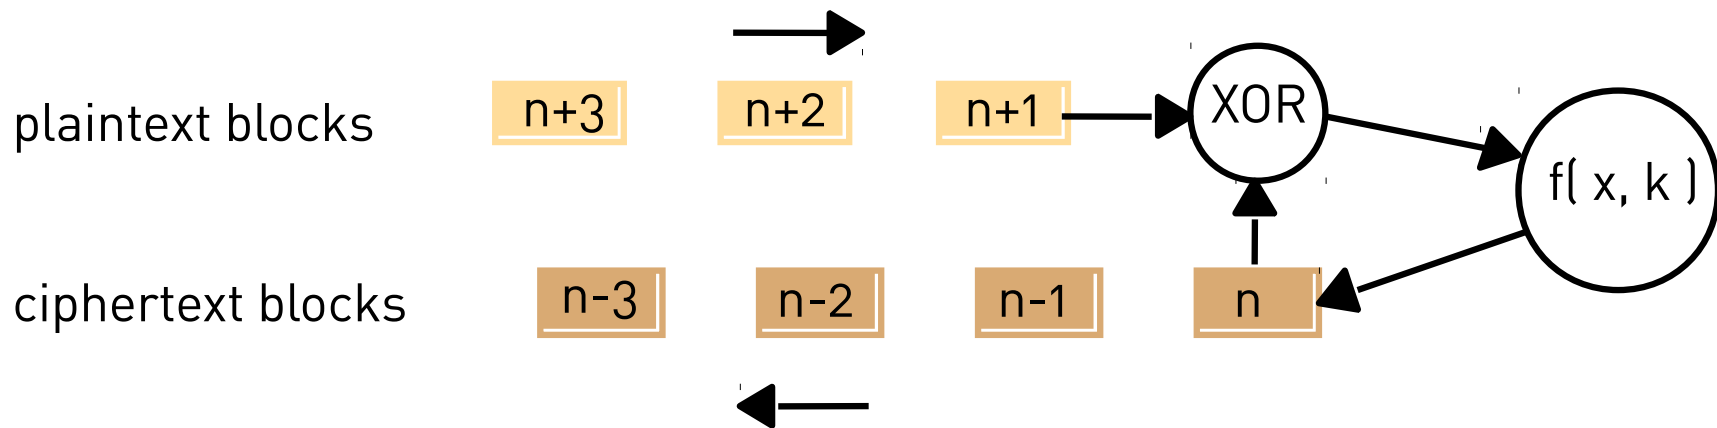 plaintext blocks n+3 n+2 n+1 XOR
f( x, k )
ciphertext blocks n-3 n-2 n-1 n